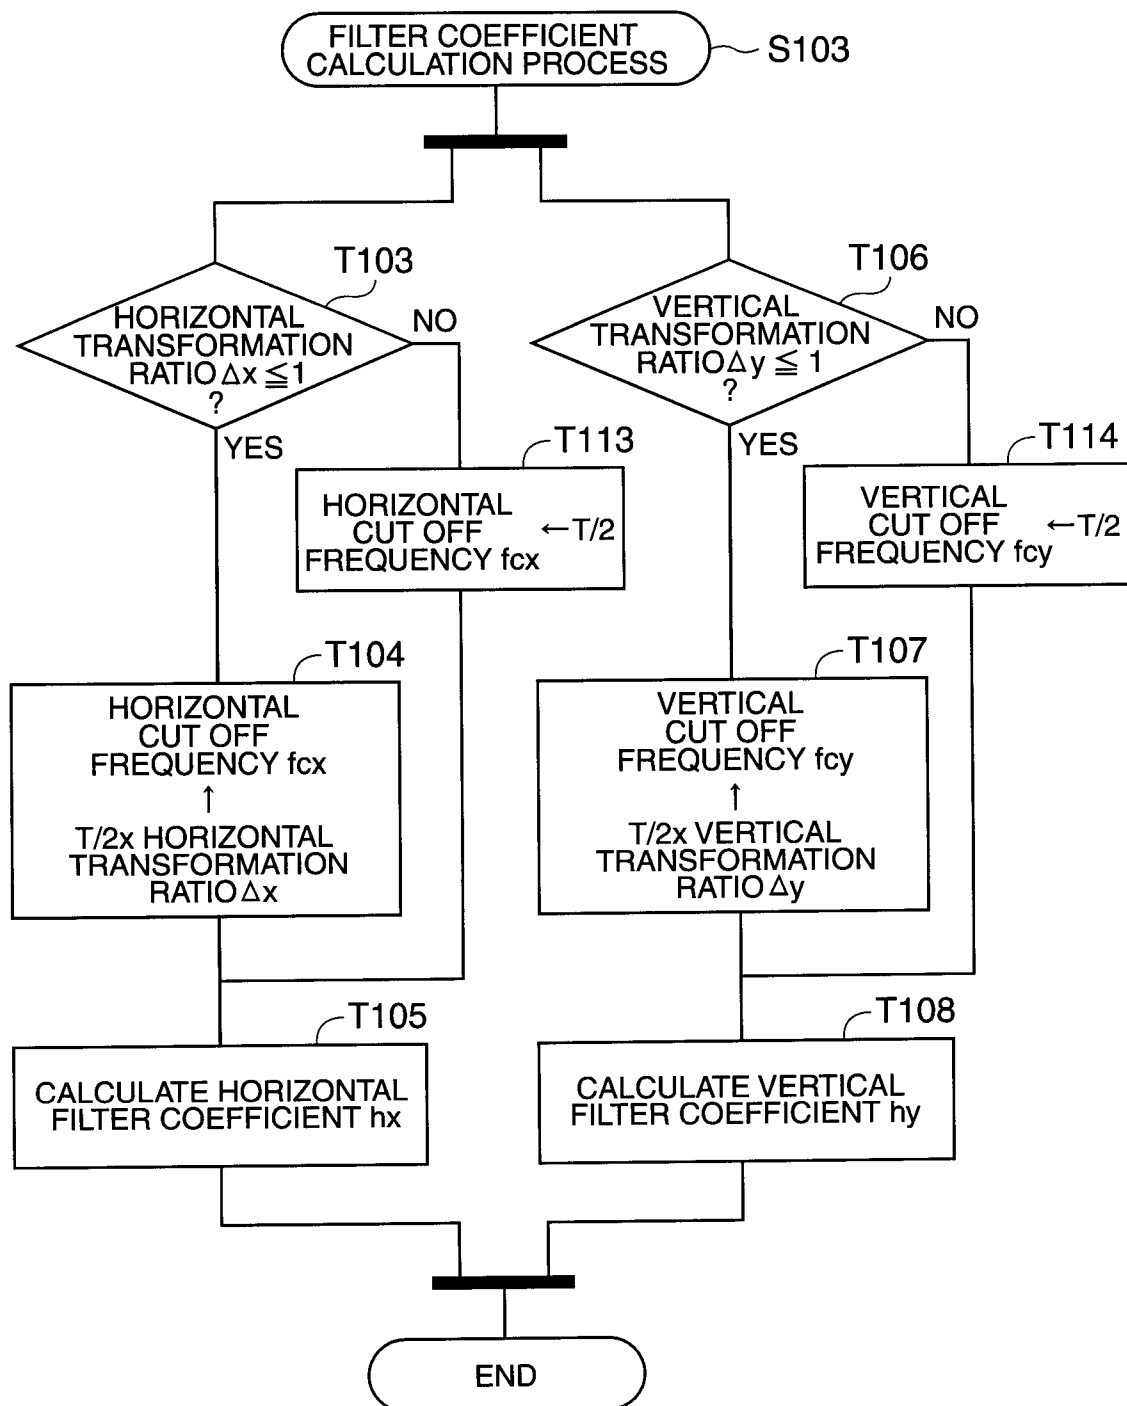 FILTER COEFFICIENT
CALCULATION PROCESS
S103
T103
HORIZONTAL
TRANSFORMATION
RATIO Δx ≦ 1
?
NO
YES
T106
VERTICAL
TRANSFORMATION
RATIO Δy ≦ 1
?
NO
YES
T113
HORIZONTAL
CUT OFF
FREQUENCY fcx
←T/2
T114
VERTICAL
CUT OFF
FREQUENCY fcy
←T/2
T104
HORIZONTAL
CUT OFF
FREQUENCY fcx
↑
T/2x HORIZONTAL
TRANSFORMATION
RATIO Δx
T107
VERTICAL
CUT OFF
FREQUENCY fcy
↑
T/2x VERTICAL
TRANSFORMATION
RATIO Δy
T105
CALCULATE HORIZONTAL
FILTER COEFFICIENT hx
T108
CALCULATE VERTICAL
FILTER COEFFICIENT hy
END